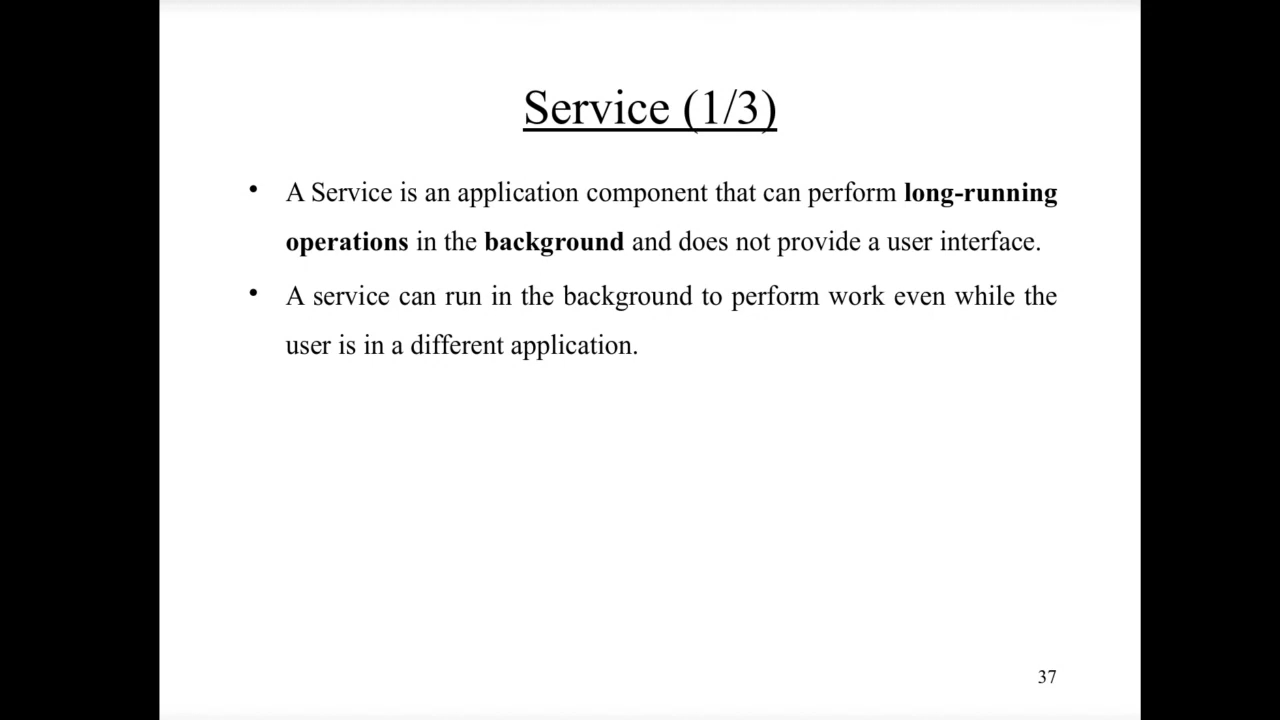 Service (1/3)
• A Service is an application component that can perform long-running
operations in the background and does not provide a user interface.
• A service can run in the background to perform work even while the
user is in a different application.
37